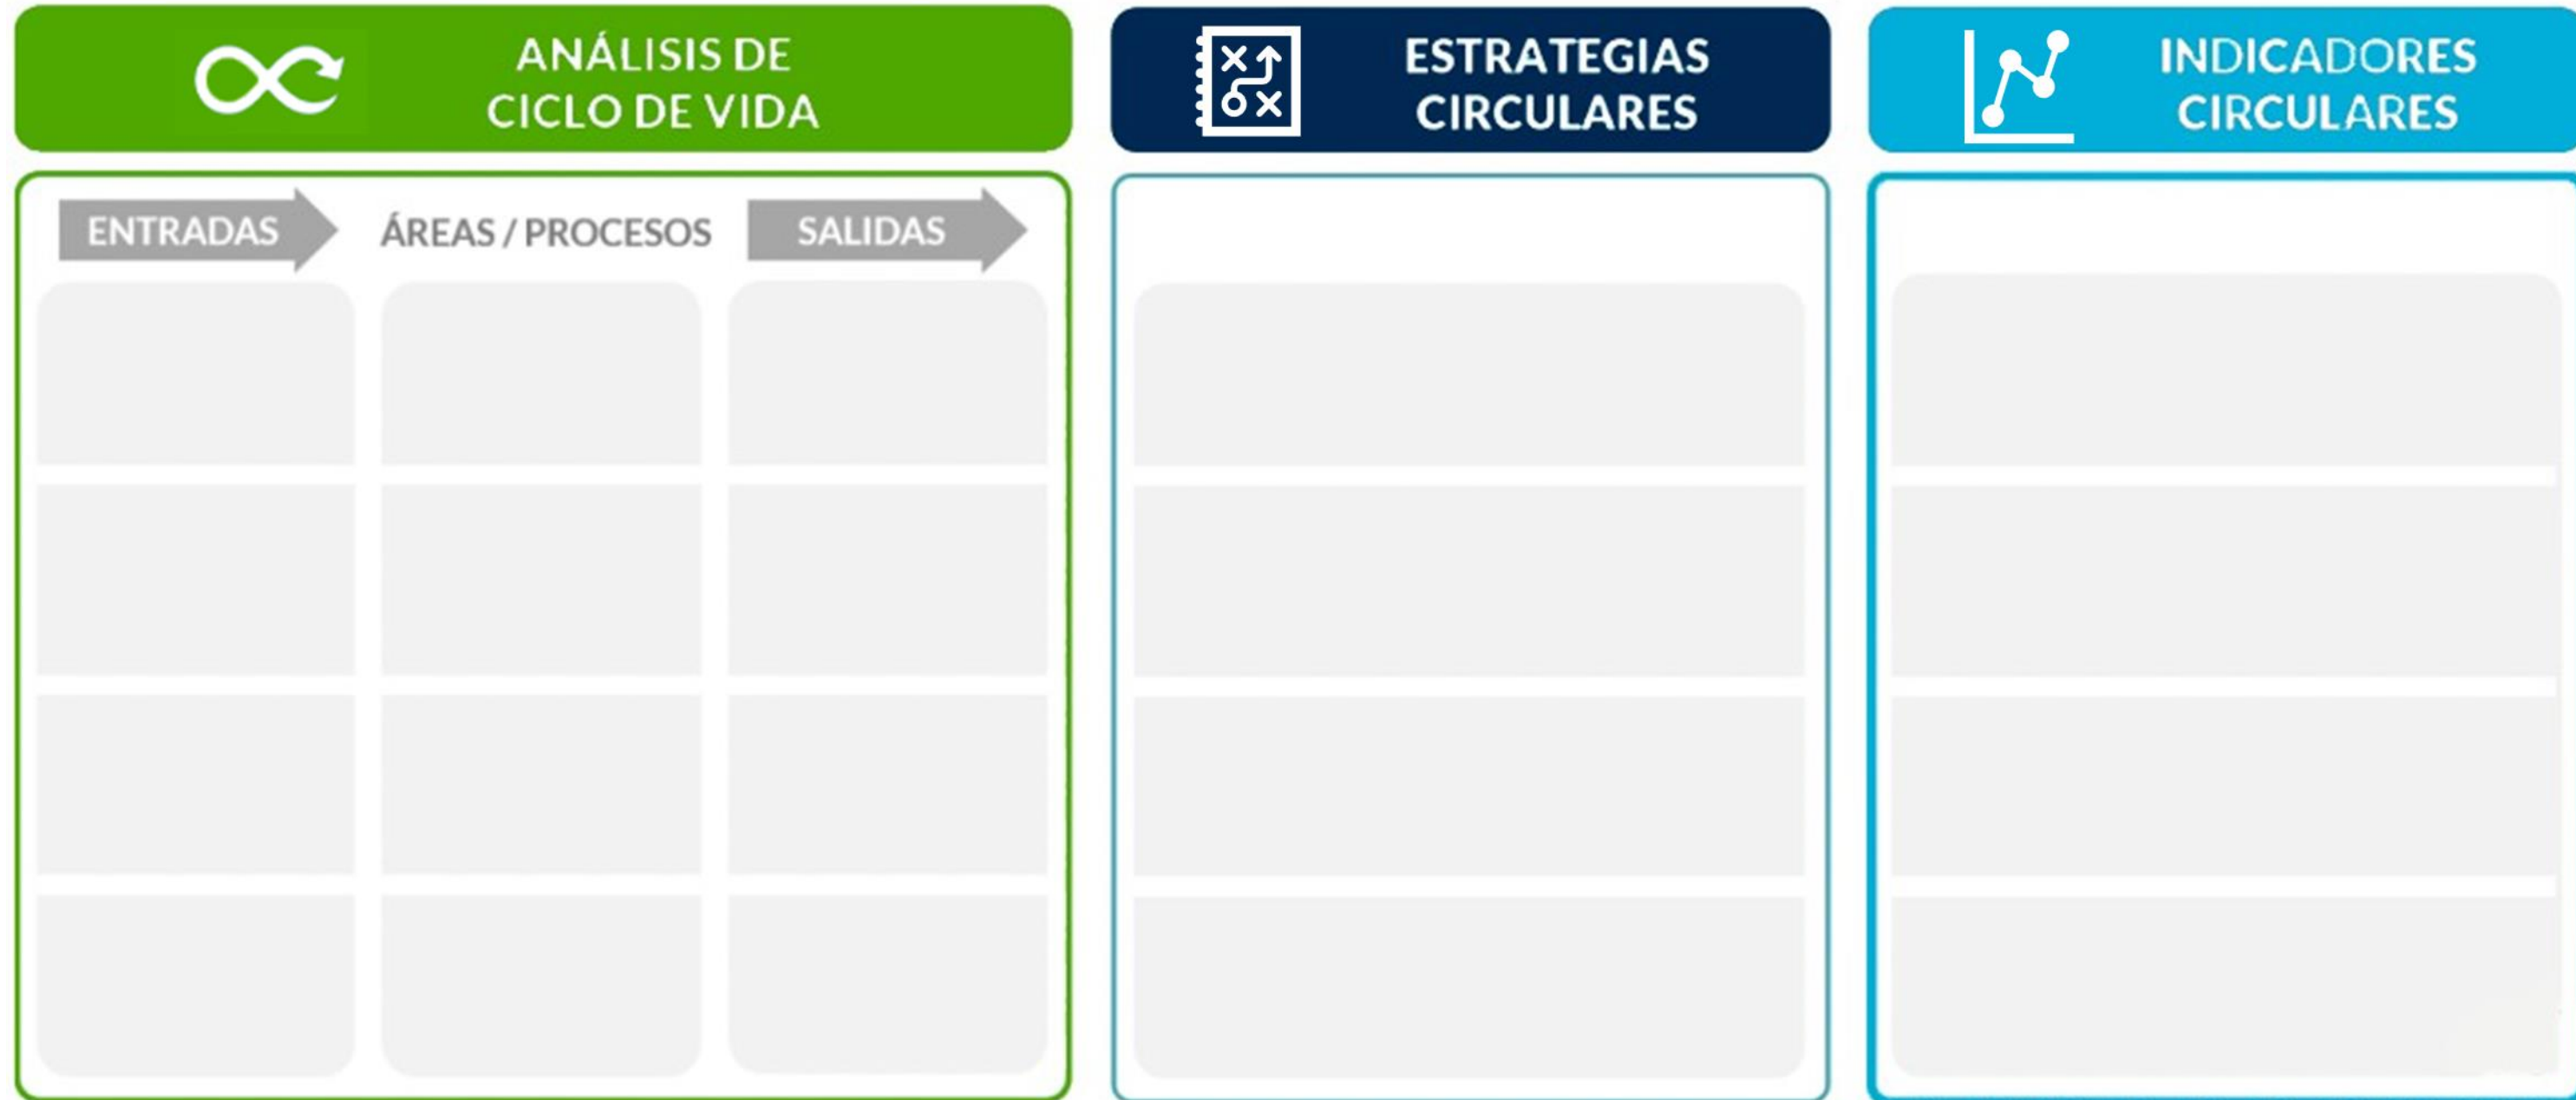 ANÁLISIS DE
CICLO DE VIDA
ESTRATEGIAS
CIRCULARES
INDICADORES
CIRCULARES
ENTRADAS
ÁREAS / PROCESOS
SALIDAS